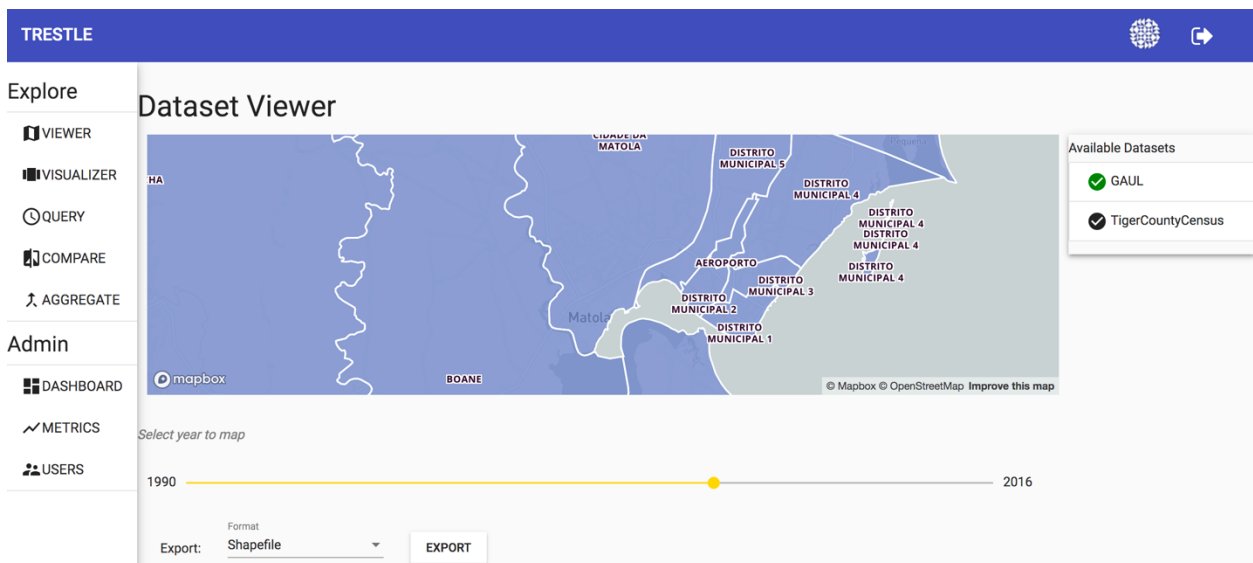 TRESTLE
Explore
VIEWER
VISUALIZER
QUERY
COMPARE
AGGREGATE
Admin
DASHBOARD
METRICS
USERS
Dataset Viewer
CIDADE DA
MATOLA
Pequena
DISTRITO
MUNICIPAL 5
HA
DISTRITO
MUNICIPAL 4
DISTRITO
MUNICIPAL 4
DISTRITO
MUNICIPAL 4
AEROPORTO
DISTRITO
MUNICIPAL 4
DISTRITO
MUNICIPAL 3
DISTRITO
MUNICIPAL 2
Matola
DISTRITO
MUNICIPAL 1
BOANE
mapbox
© Mapbox © OpenStreetMap Improve this map
Available Datasets
GAUL
TigerCountyCensus
Select year to map
1990
2016
Format
Export:
Shapefile
EXPORT